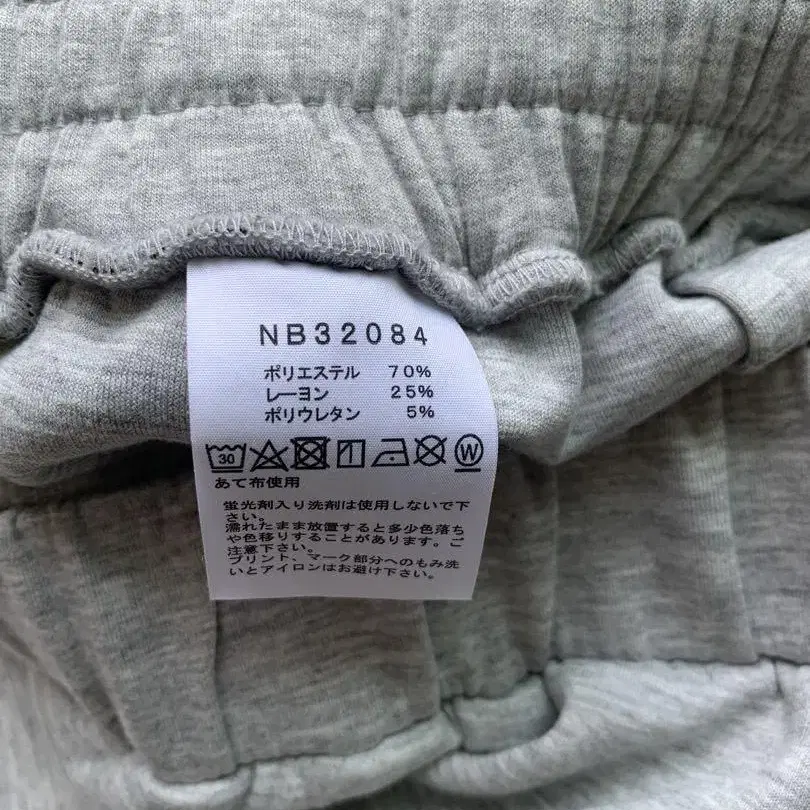 NB32084
ポリエステル 70%
レーヨン 25%
ポリウレタン 5%
30 W
あて布使用
蛍光剤入り洗剤は使用しないで下
さい。
濡れたまま放置すると多少色落ち
や色移りすることがあります。ご
注意下さい。
プリント、マーク部分へのもみ洗
いとアイロンはお避け下さい。